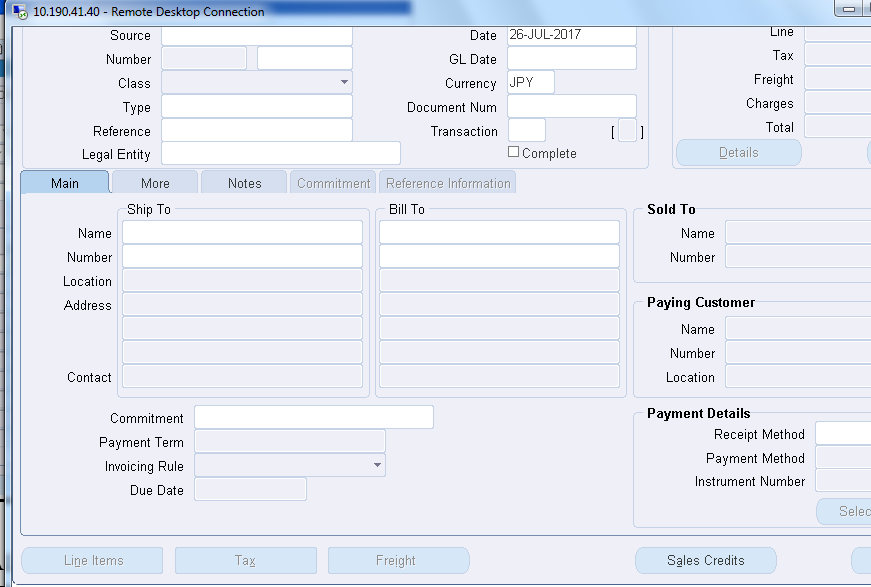 10.190.41.40 - Remote Desktop Connection
Source Date 26-JUL-2017 Line
Number GL Date Tax
Class Currency JPY Freight
Type Document Num Charges
Reference Transaction [ ] Total
Legal Entity Complete Details
Main More Notes Commitment Reference Information
Ship To Bill To Sold To
Name Name
Number Number
Location
Address Paying Customer
Name
Number
Contact Location
Commitment Payment Details
Receipt Method
Payment Term Payment Method
Invoicing Rule Instrument Number
Due Date
Selec
Line Items Tax Freight Sales Credits